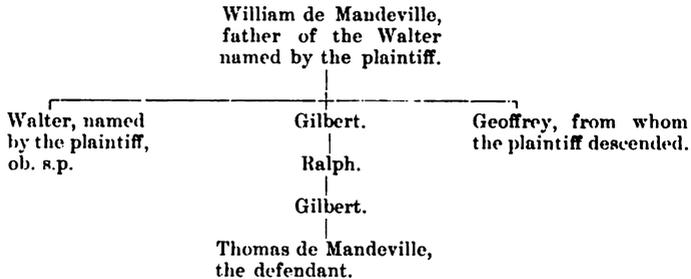 William de Mandeville,
father of the Walter
named by the plaintiff.
Walter, named
by the plaintiff,
ob. s.p.
Gilbert.
Geoffrey, from whom
the plaintiff descended.
Ralph.
Gilbert.
Thomas de Mandeville,
the defendant.